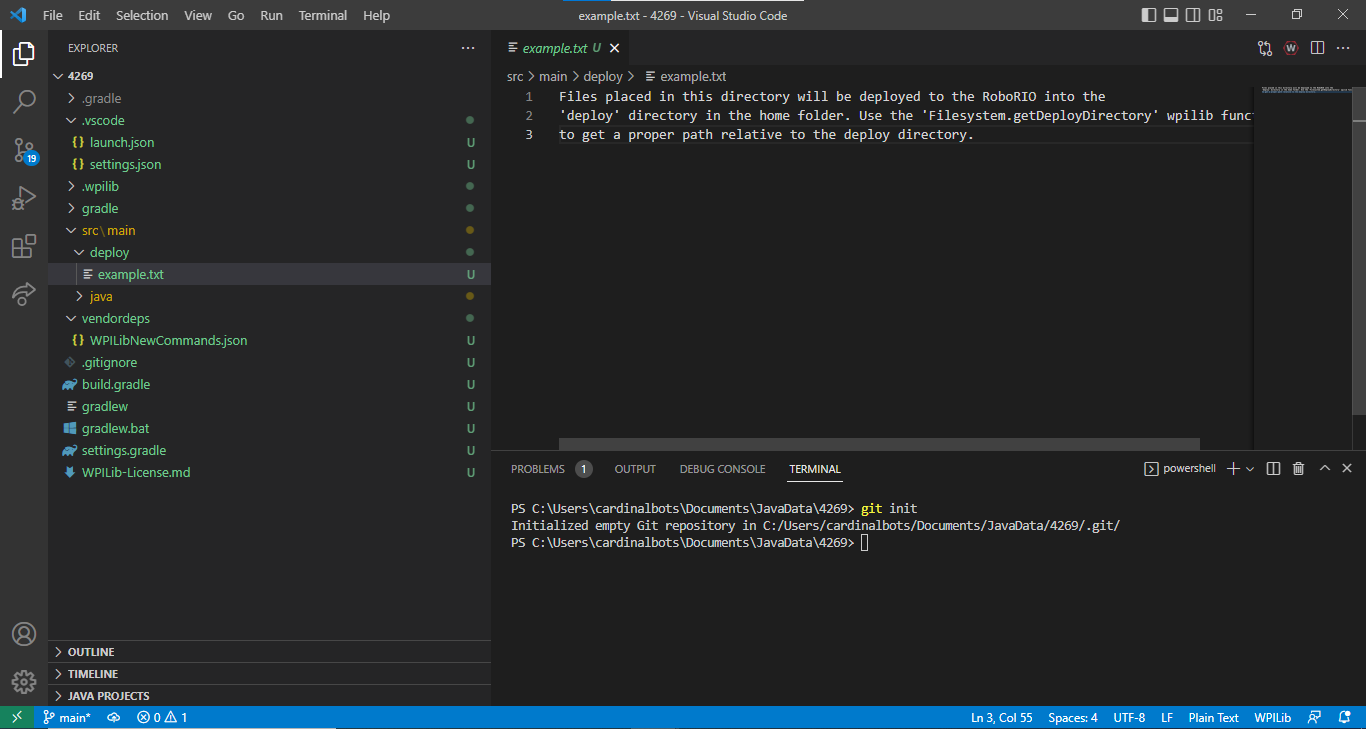 File Edit Selection View Go Run Terminal Help
example.txt - 4269 - Visual Studio Code
EXPLORER
4269
.gradle
.vscode
{} launch.json U
{} settings.json U
.wpilib
gradle
src\main
deploy
example.txt U
java
vendordeps
{} WPILibNewCommands.json U
.gitignore U
build.gradle U
gradlew U
gradlew.bat U
settings.gradle U
WPILib-License.md U
OUTLINE
TIMELINE
JAVA PROJECTS
19
example.txt U
W
src > main > deploy > example.txt
1 Files placed in this directory will be deployed to the RoboRIO into the
2 'deploy' directory in the home folder. Use the 'Filesystem.getDeployDirectory' wpilib func
3 to get a proper path relative to the deploy directory.
PROBLEMS 1 OUTPUT DEBUG CONSOLE TERMINAL
powershell
PS C:\Users\cardinalbots\Documents\JavaData\4269> git init
Initialized empty Git repository in C:/Users/cardinalbots/Documents/JavaData/4269/.git/
PS C:\Users\cardinalbots\Documents\JavaData\4269>
main* 0 1
Ln 3, Col 55 Spaces: 4 UTF-8 LF Plain Text WPILib